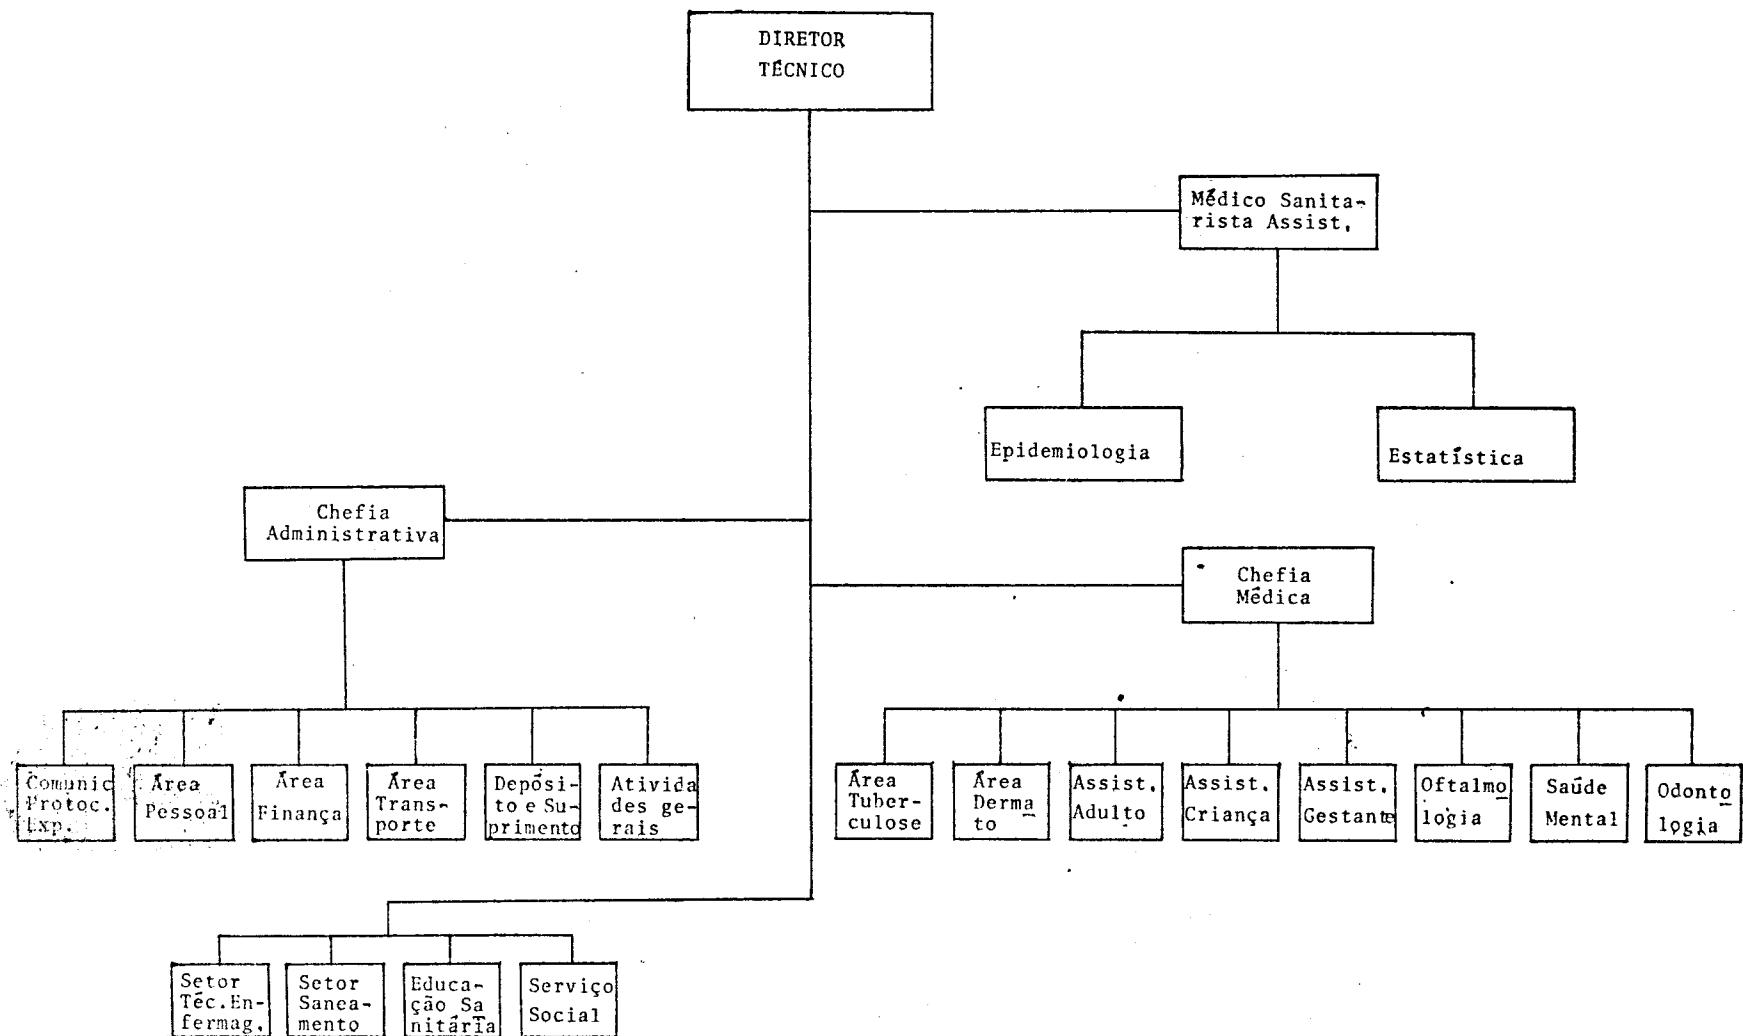 DIRETOR
TÉCNICO
Médico Sanita-
rista Assist.
Epidemiologia
Estatística
Chefia
Administrativa
Chefia
Médica
Comunic
Protoc.
Exp.
Área
Pessoal
Área
Finança
Área
Trans-
porte
Depósi-
to e Su-
primento
Ativida
des ge-
rais
Área
Tuber-
culose
Área
Derma
to
Assist.
Adulto
Assist.
Criança
Assist.
Gestante
Oftalmo
logia
Saúde
Mental
Odonto
logia
Setor
Téc.En-
fermag.
Setor
Sanea-
mento
Educa-
ção Sa
nitária
Serviço
Social